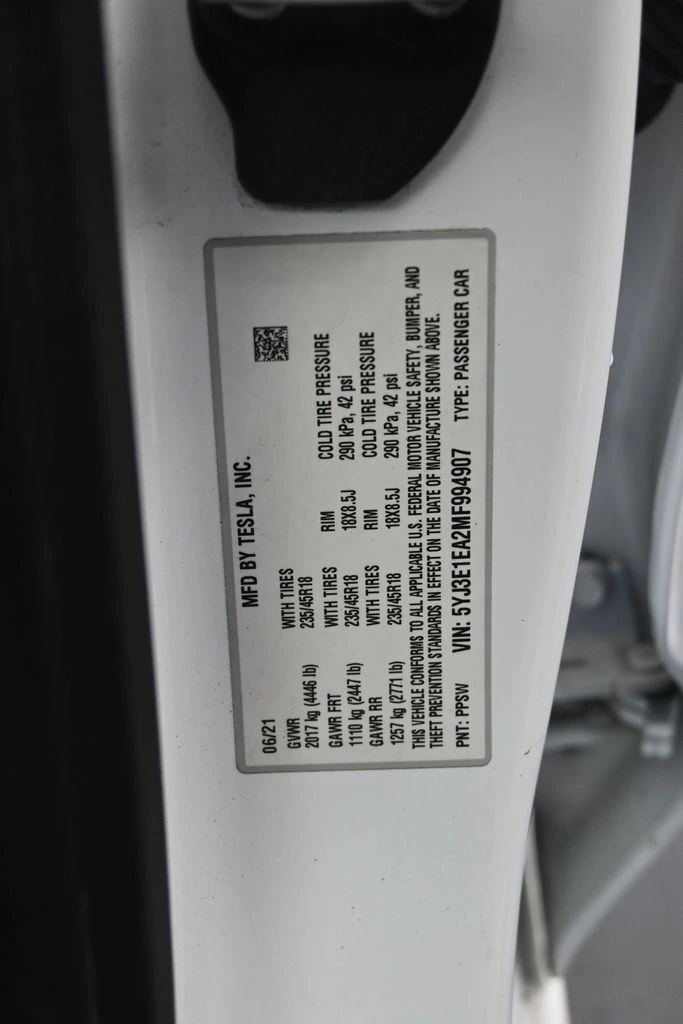 MFD BY TESLA, INC.
06/21
GVWR WITH TIRES
2017 kg (4446 lb) 235/45R18
GAWR FRT WITH TIRES RIM COLD TIRE PRESSURE
1110 kg (2447 lb) 235/45R18 18X8.5J 290 kPa, 42 psi
GAWR RR WITH TIRES RIM COLD TIRE PRESSURE
1257 kg (2771 lb) 235/45R18 18X8.5J 290 kPa, 42 psi
THIS VEHICLE CONFORMS TO ALL APPLICABLE U.S. FEDERAL MOTOR VEHICLE SAFETY, BUMPER, AND
THEFT PREVENTION STANDARDS IN EFFECT ON THE DATE OF MANUFACTURE SHOWN ABOVE.
PNT: PPSW VIN: 5YJ3E1EA2MF994907 TYPE: PASSENGER CAR